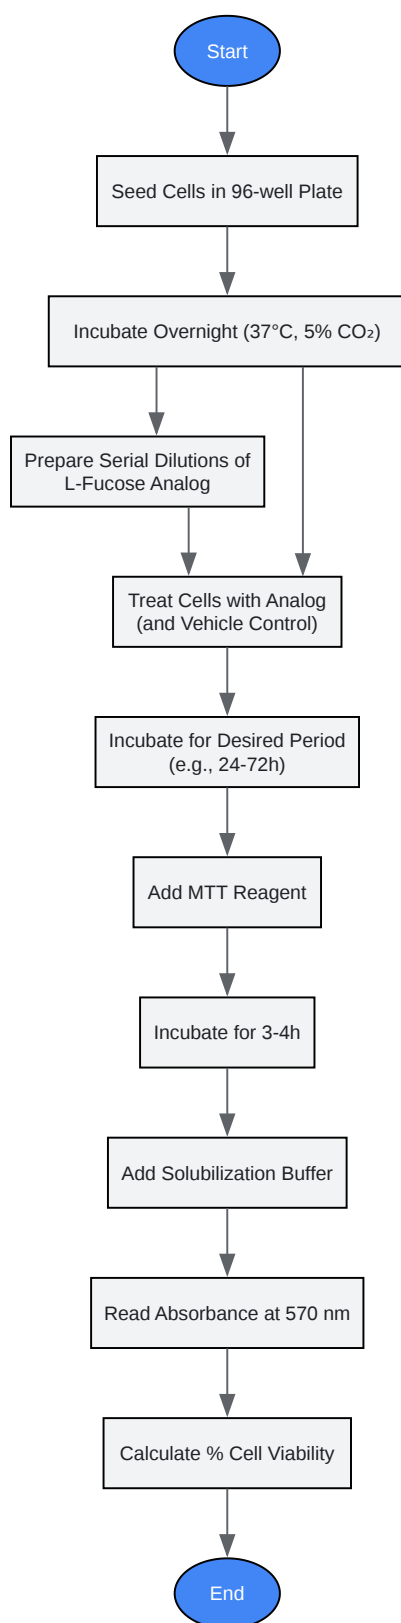 Start
Seed Cells in 96-well Plate
Incubate Overnight (37°C, 5% CO₂)
Prepare Serial Dilutions of
L-Fucose Analog
Treat Cells with Analog
(and Vehicle Control)
Incubate for Desired Period
(e.g., 24-72h)
Add MTT Reagent
Incubate for 3-4h
Add Solubilization Buffer
Read Absorbance at 570 nm
Calculate % Cell Viability
End